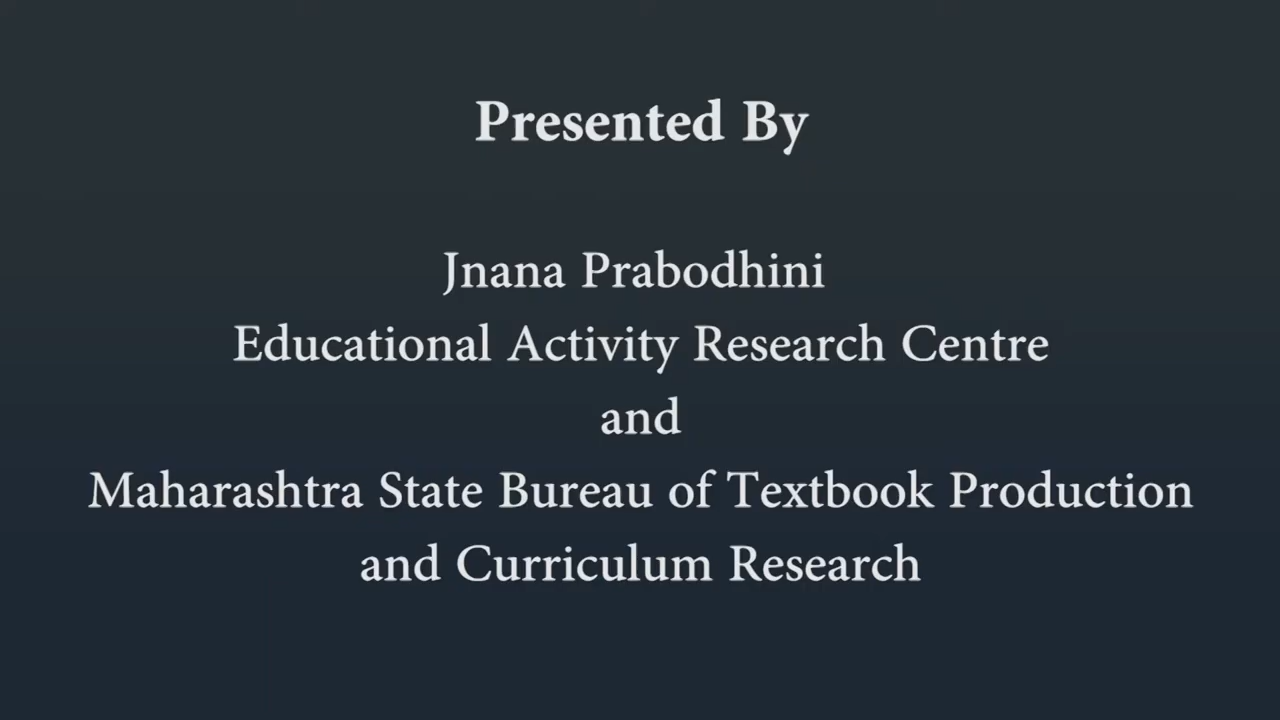 Presented By
Jnana Prabodhini
Educational Activity Research Centre
and
Maharashtra State Bureau of Textbook Production
and Curriculum Research